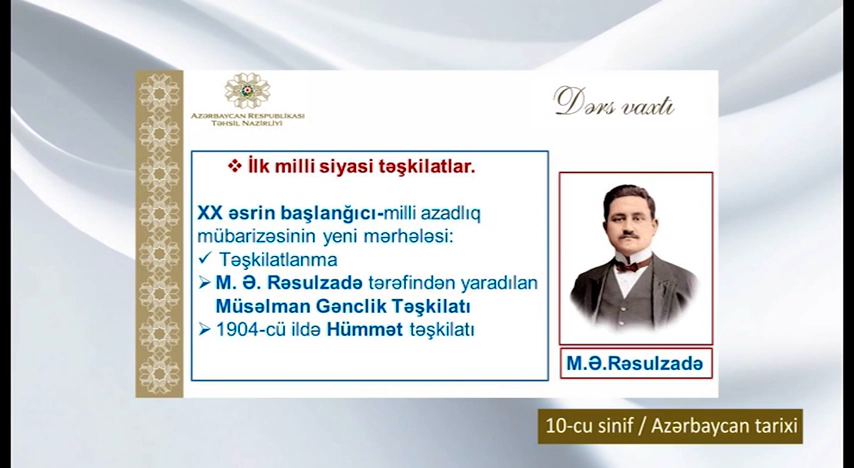 AZƏRBAYCAN RESPUBLİKASI
TƏHSİL NAZİRLİYİ
Dərs vaxtı
❖ İlk milli siyasi təşkilatlar.
XX əsrin başlanğıcı-milli azadlıq
mübarizəsinin yeni mərhələsi:
✓ Təşkilatlanma
➢ M. Ə. Rəsulzadə tərəfindən yaradılan
Müsəlman Gənclik Təşkilatı
➢ 1904-cü ildə Hümmət təşkilatı
M.Ə.Rəsulzadə
10-cu sinif / Azərbaycan tarixi